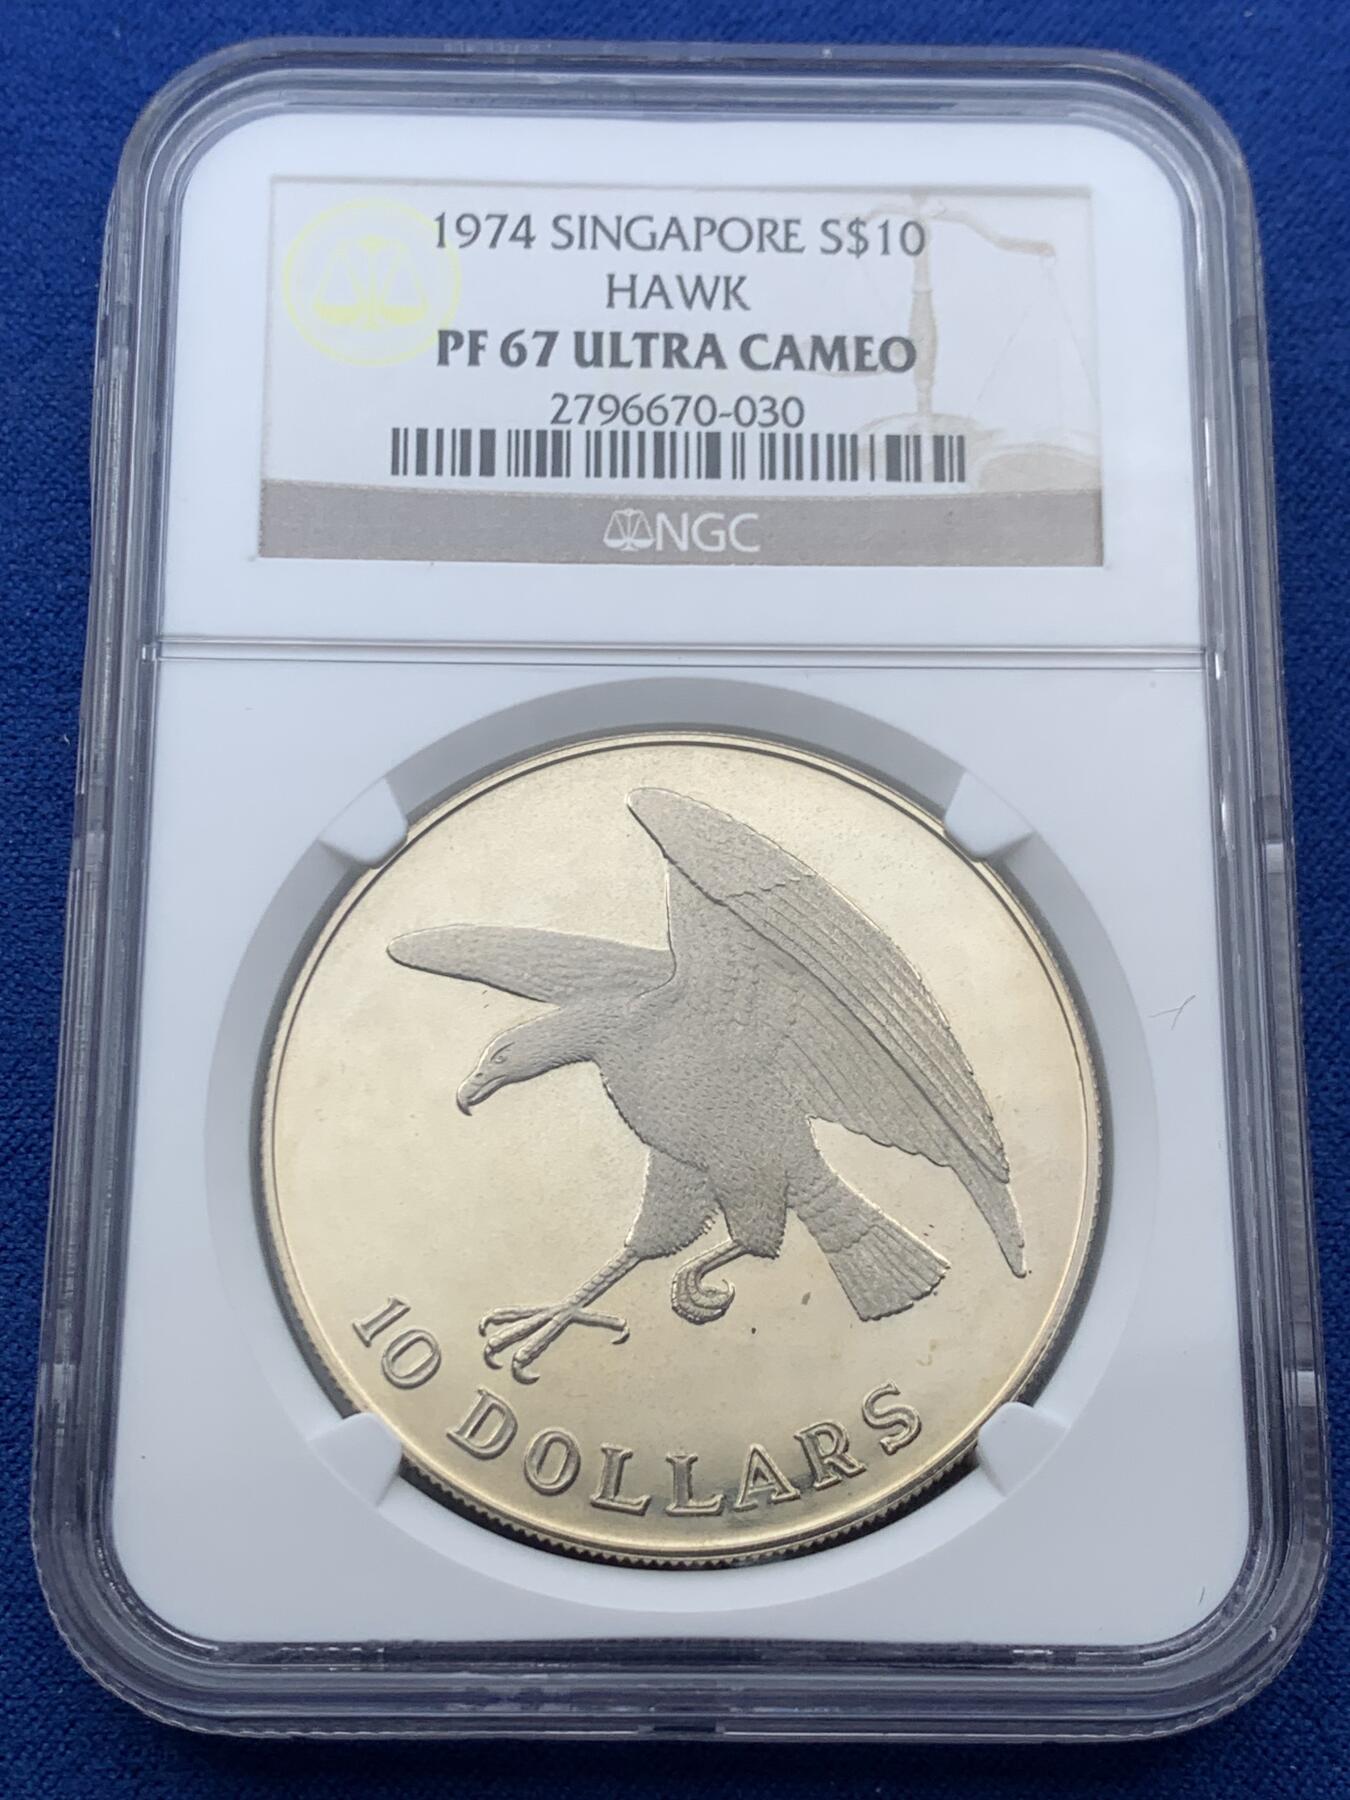 1974 SINGAPORE S$10
HAWK
PF 67 ULTRA CAMEO
2796670-030
NGC
10 DOLLARS